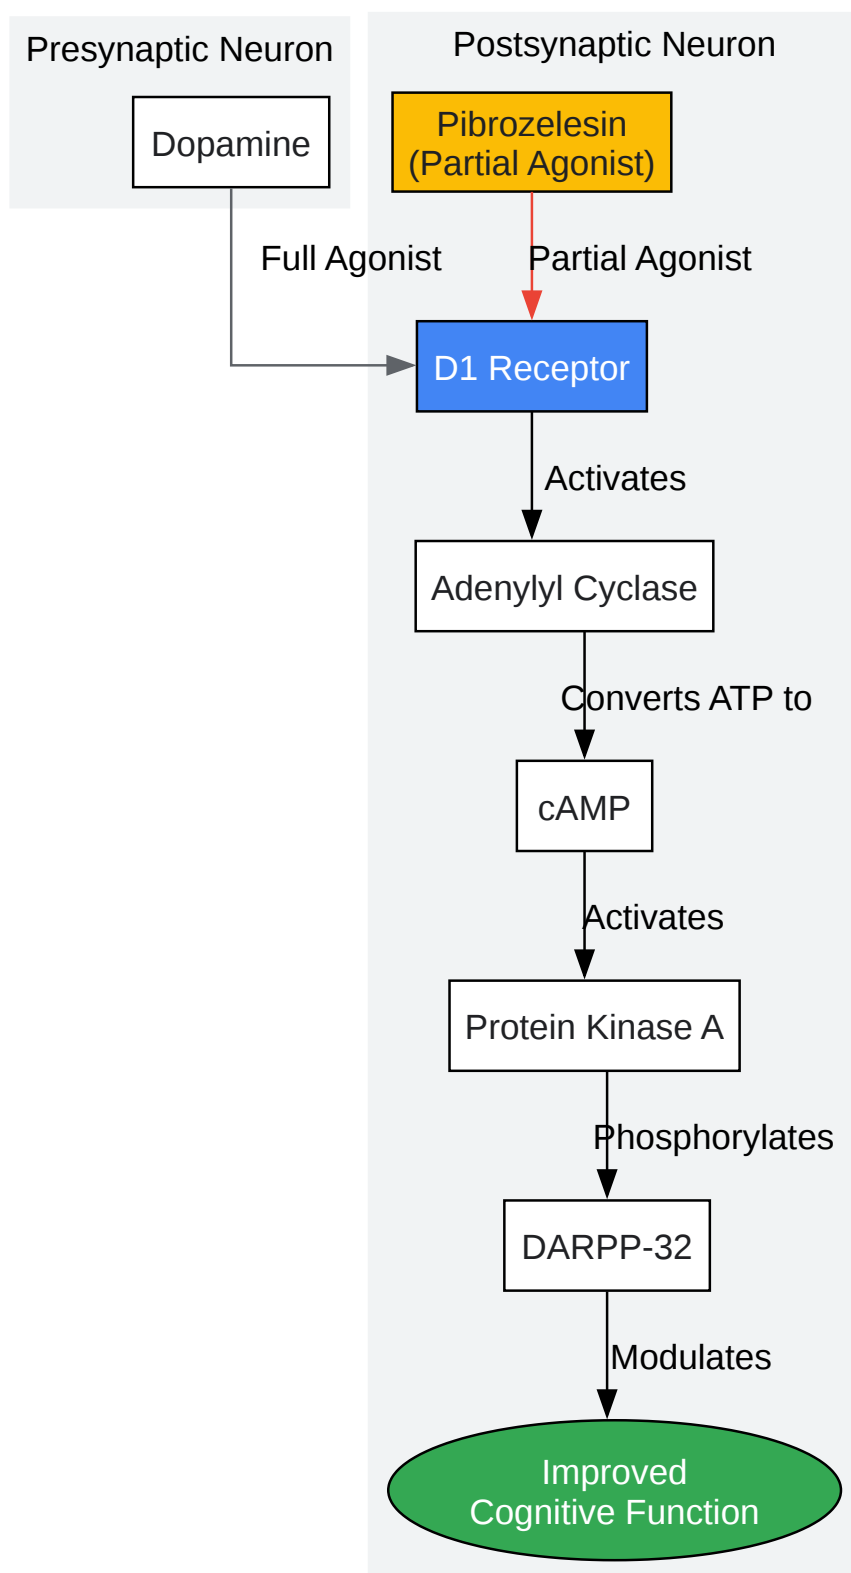 Presynaptic Neuron
Postsynaptic Neuron
Dopamine
Pibrozelesin
(Partial Agonist)
Full Agonist
Partial Agonist
D1 Receptor
Activates
Adenylyl Cyclase
Converts ATP to
cAMP
Activates
Protein Kinase A
Phosphorylates
DARPP-32
Modulates
Improved
Cognitive Function